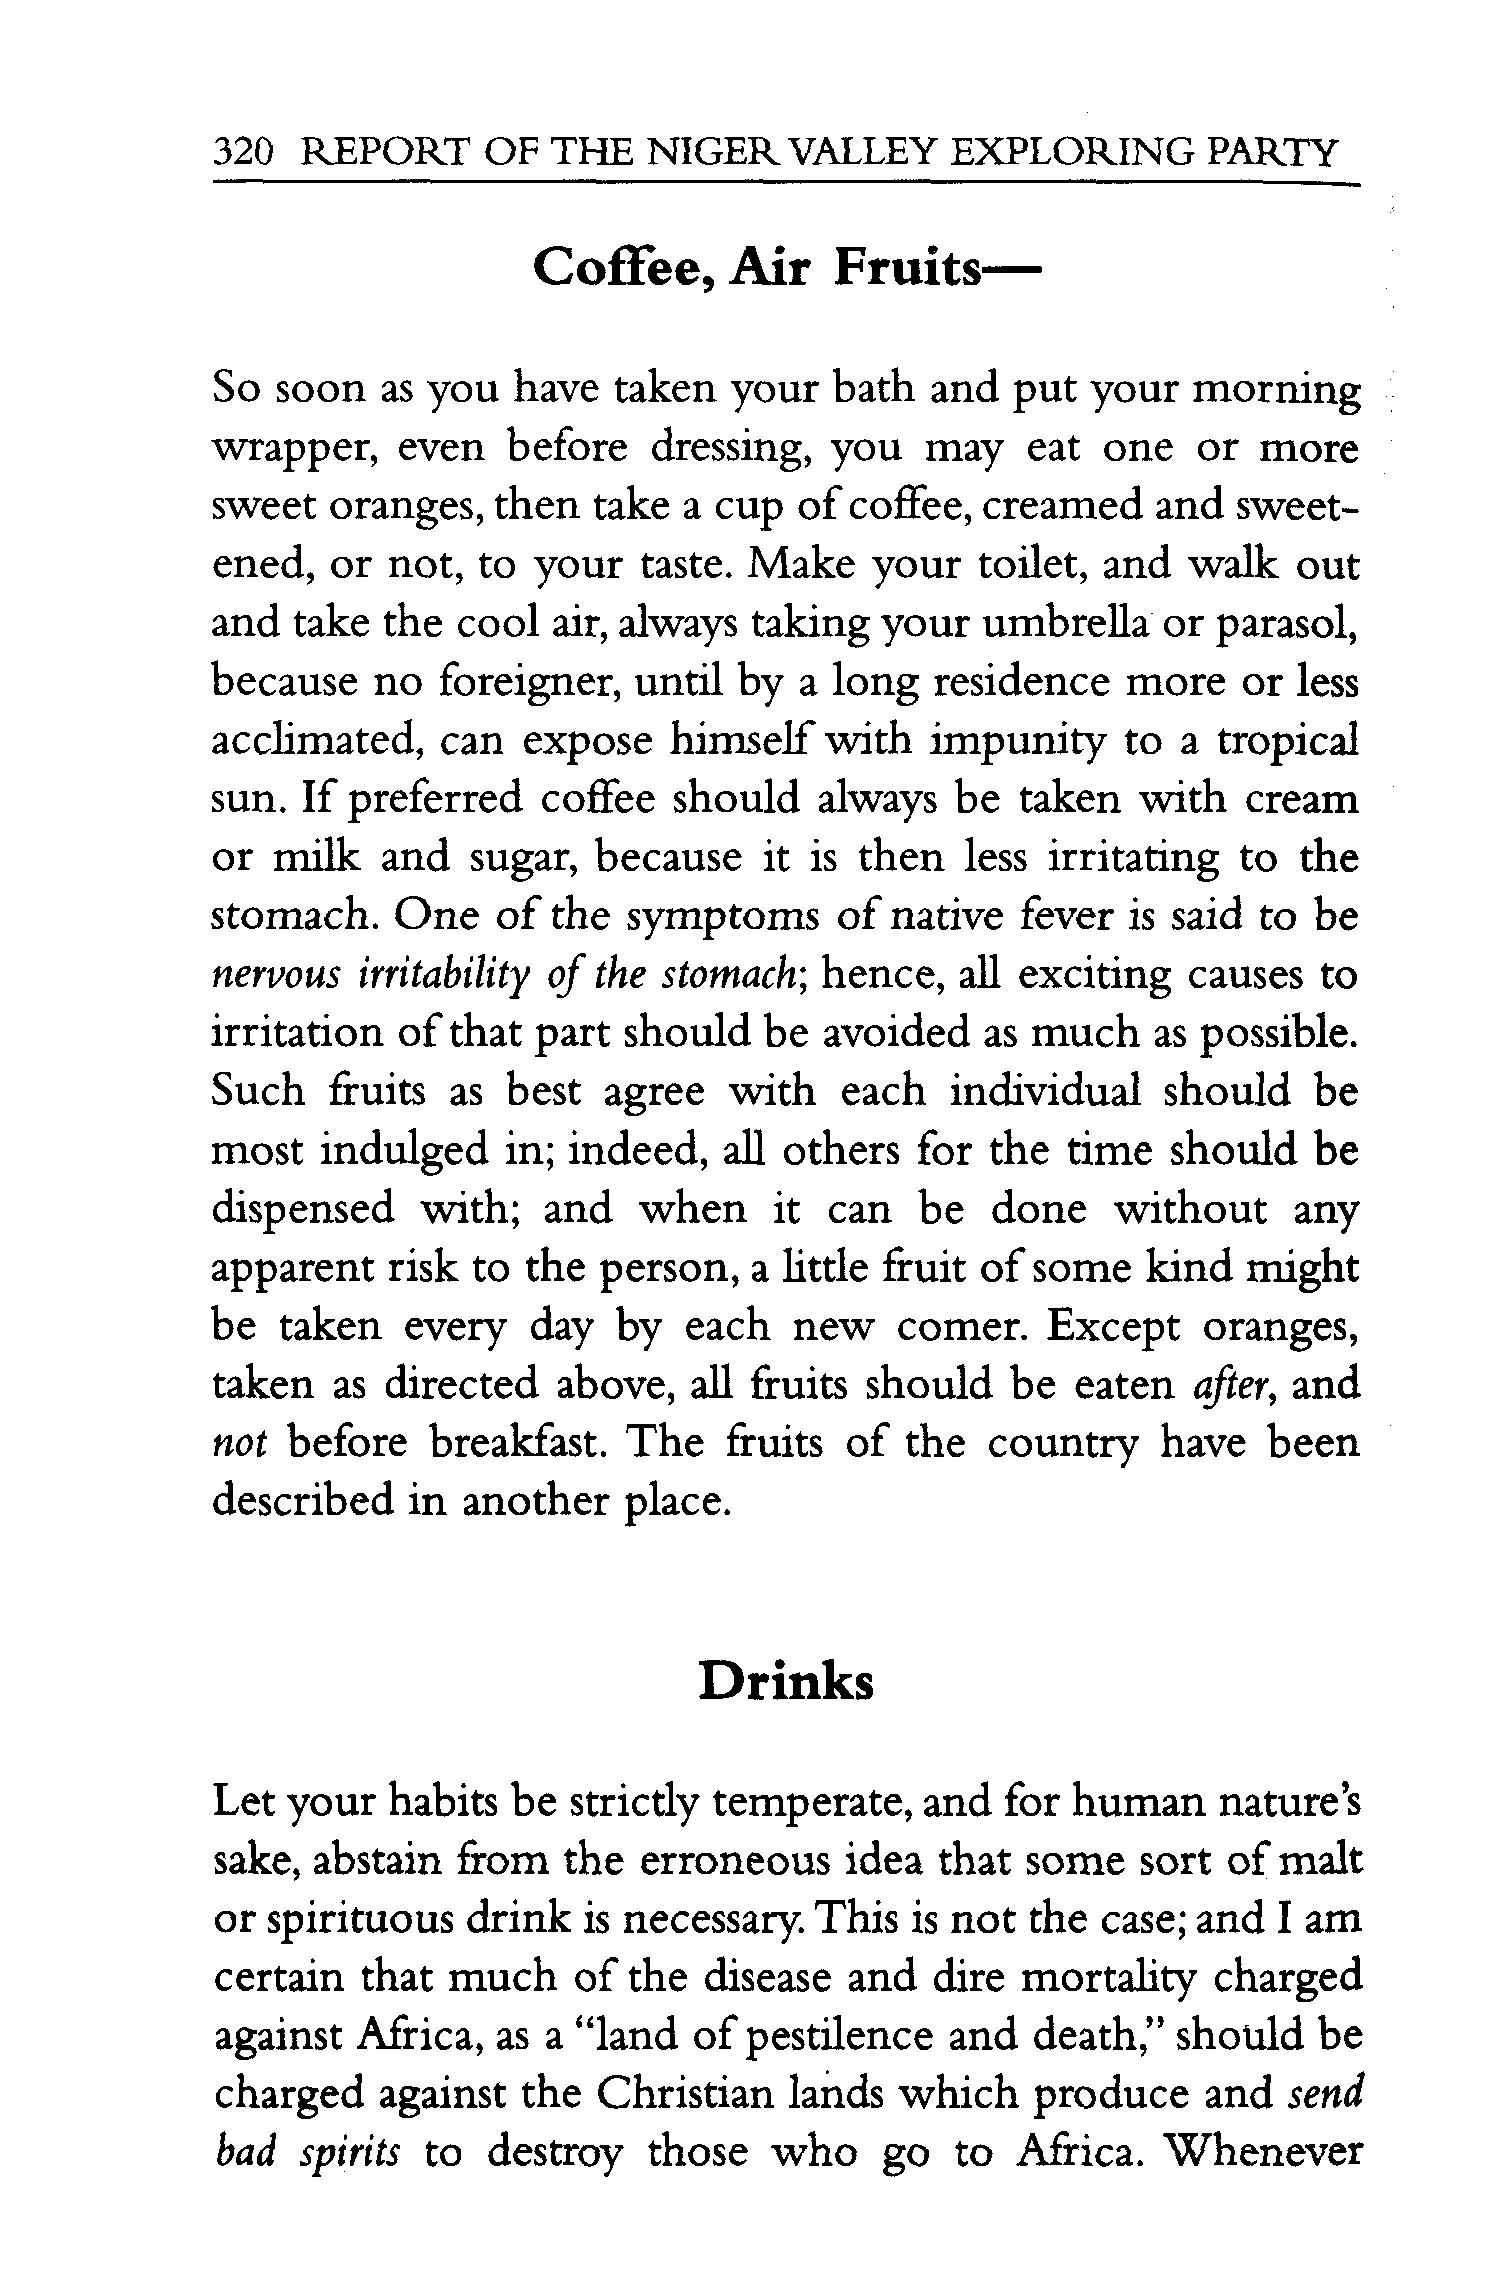 320 REPORT OF THE NIGER VALLEY EXPLORING PARTY
Coffee, Air Fruits—
So soon as you have taken your bath and put your morning
wrapper, even before dressing, you may eat one or more
sweet oranges, then take a cup of coffee, creamed and sweet-
ened, or not, to your taste. Make your toilet, and walk out
and take the cool air, always taking your umbrella or parasol,
because no foreigner, until by a long residence more or less
acclimated, can expose himself with impunity to a tropical
sun. If preferred coffee should always be taken with cream
or milk and sugar, because it is then less irritating to the
stomach. One of the symptoms of native fever is said to be
nervous irritability of the stomach; hence, all exciting causes to
irritation of that part should be avoided as much as possible.
Such fruits as best agree with each individual should be
most indulged in; indeed, all others for the time should be
dispensed with; and when it can be done without any
apparent risk to the person, a little fruit of some kind might
be taken every day by each new comer. Except oranges,
taken as directed above, all fruits should be eaten after, and
not before breakfast. The fruits of the country have been
described in another place.
Drinks
Let your habits be strictly temperate, and for human nature's
sake, abstain from the erroneous idea that some sort of malt
or spirituous drink is necessary. This is not the case; and I am
certain that much of the disease and dire mortality charged
against Africa, as a “land of pestilence and death,” should be
charged against the Christian lands which produce and send
bad spirits to destroy those who go to Africa. Whenever